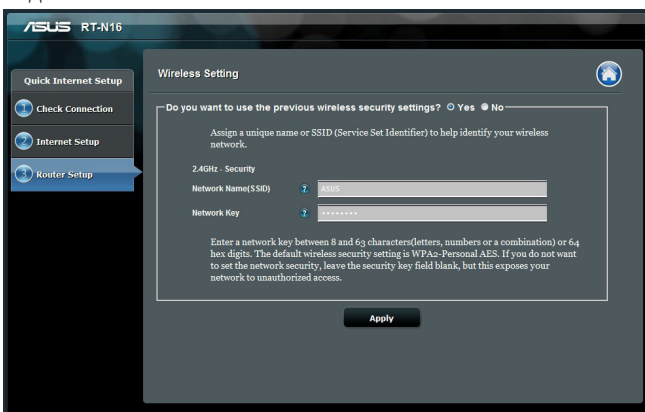 ASUS RT-N16
Quick Internet Setup
1 Check Connection
2 Internet Setup
3 Router Setup
Wireless Setting
Do you want to use the previous wireless security settings? Yes No
Assign a unique name or SSID (Service Set Identifier) to help identify your wireless
network.
2.4GHz - Security
Network Name(SSID) ? ASUS
Network Key ? ••••••••
Enter a network key between 8 and 63 characters(letters, numbers or a combination) or 64
hex digits. The default wireless security setting is WPA2-Personal AES. If you do not want
to set the network security, leave the security key field blank, but this exposes your
network to unauthorized access.
Apply